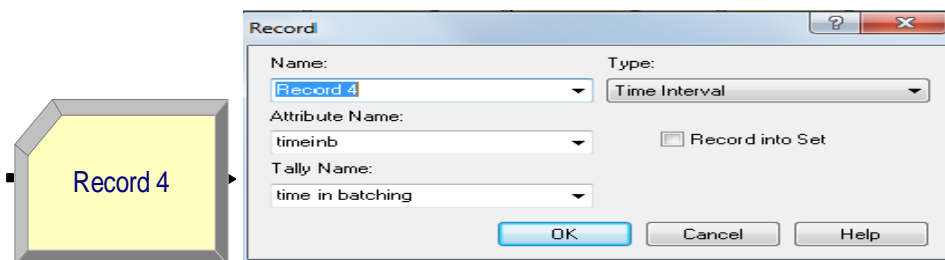 Record
Name:
Type:
Record 4
Time Interval
Attribute Name:
timeinb
Record into Set
Tally Name:
time in batching
Record 4
OK
Cancel
Help